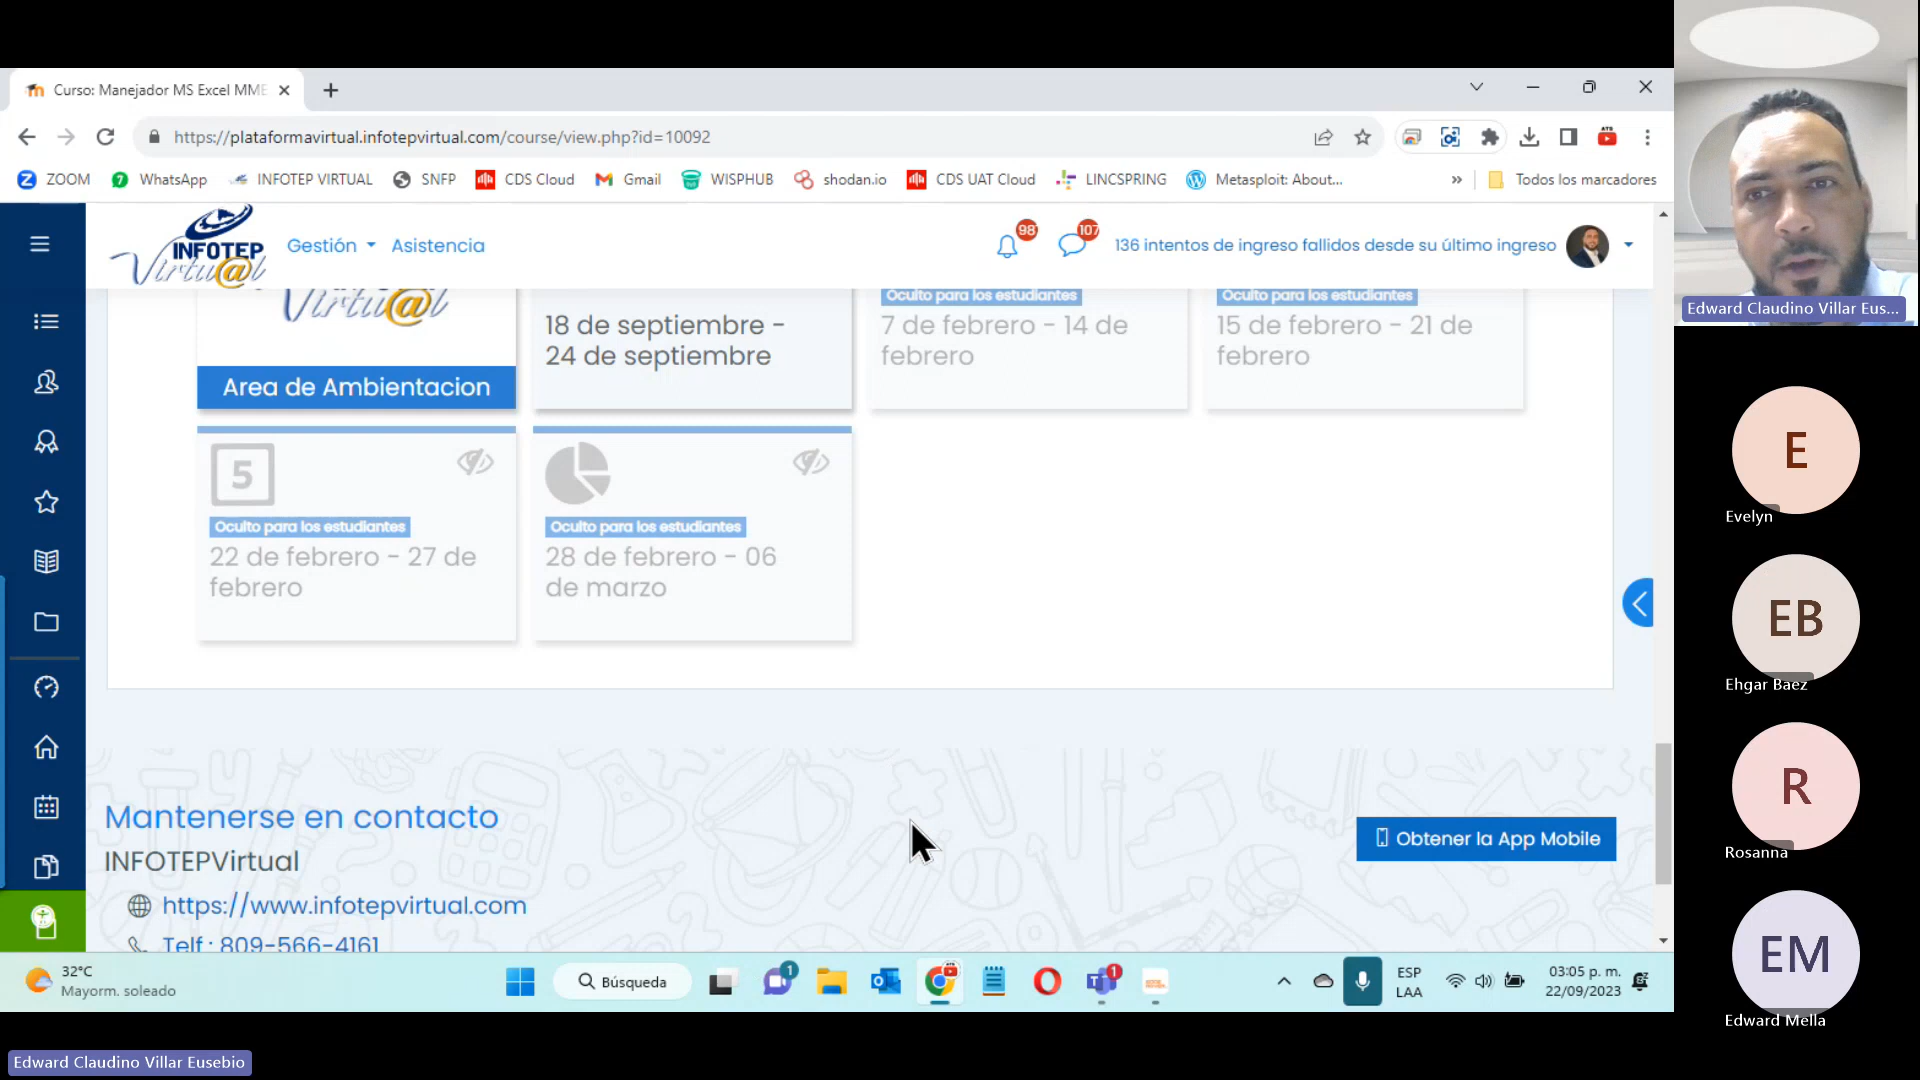 Curso: Manejador MS Excel MME
https://plataformavirtual.infotepvirtual.com/course/view.php?id=10092
ZOOM
WhatsApp
INFOTEP VIRTUAL
SNFP
CDS Cloud
Gmail
WISPHUB
shodan.io
CDS UAT Cloud
LINCSPRING
Metasploit: About...
»
Todos los marcadores
INFOTEP
Virtu@l
Gestión
Asistencia
98
107
136 intentos de ingreso fallidos desde su último ingreso
Virtu@l
Area de Ambientacion
18 de septiembre -
24 de septiembre
Oculto para los estudiantes
7 de febrero - 14 de
febrero
Oculto para los estudiantes
15 de febrero - 21 de
febrero
5
Oculto para los estudiantes
22 de febrero - 27 de
febrero
Oculto para los estudiantes
28 de febrero - 06
de marzo
Mantenerse en contacto
INFOTEPVirtual
https://www.infotepvirtual.com
Telf : 809-566-4161
Obtener la App Mobile
32°C
Mayorm. soleado
Búsqueda
1
1
ESP
LAA
03:05 p. m.
22/09/2023
Edward Claudino Villar Eus...
E
Evelyn
EB
Ehgar Baez
R
Rosanna
EM
Edward Mella
Edward Claudino Villar Eusebio